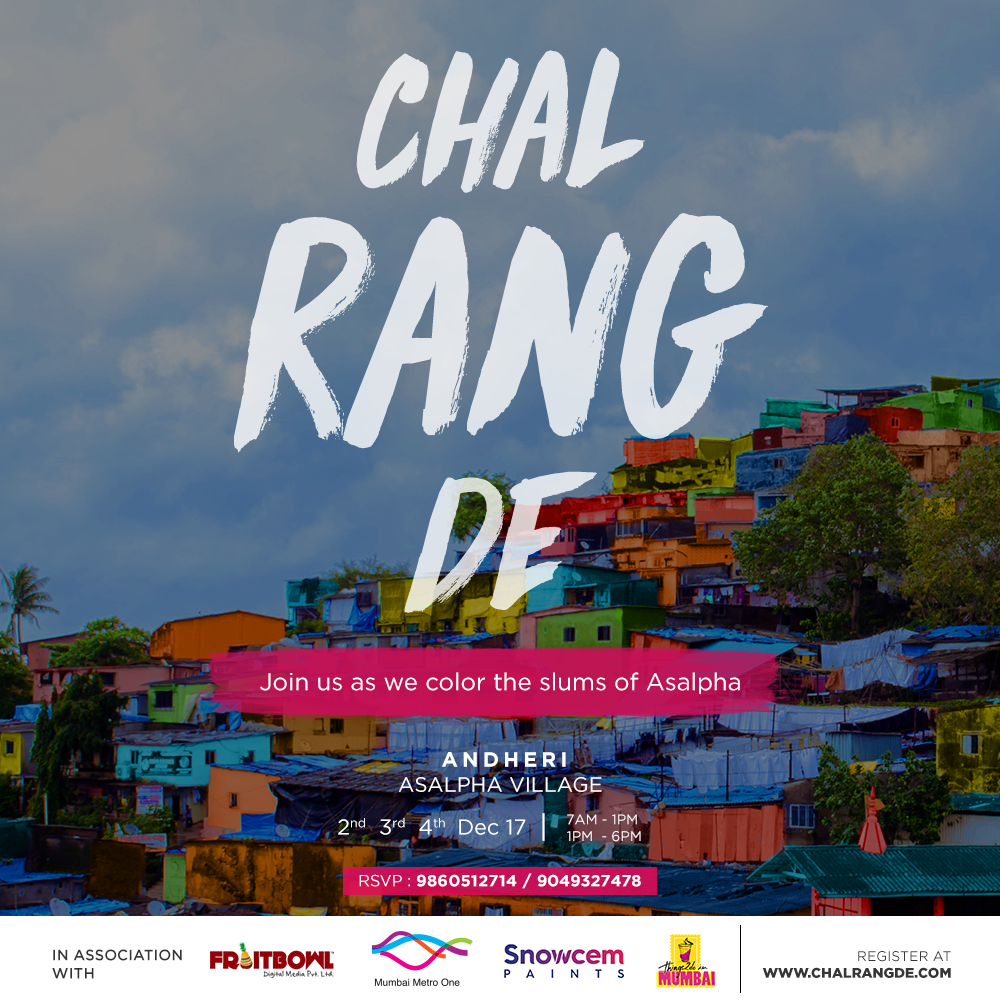 CHAL
RANG
DE
Join us as we color the slums of Asalpha
ANDHERI
ASALPHA VILLAGE
2nd 3rd 4th Dec 17 | 7AM - 1PM
1PM - 6PM
RSVP : 9860512714 / 9049327478
IN ASSOCIATION
WITH
FRUITBOWL
Digital Media Pvt. Ltd.
Mumbai Metro One
Snowcem
PAINTS
things2do in
MUMBAI
REGISTER AT
WWW.CHALRANGDE.COM